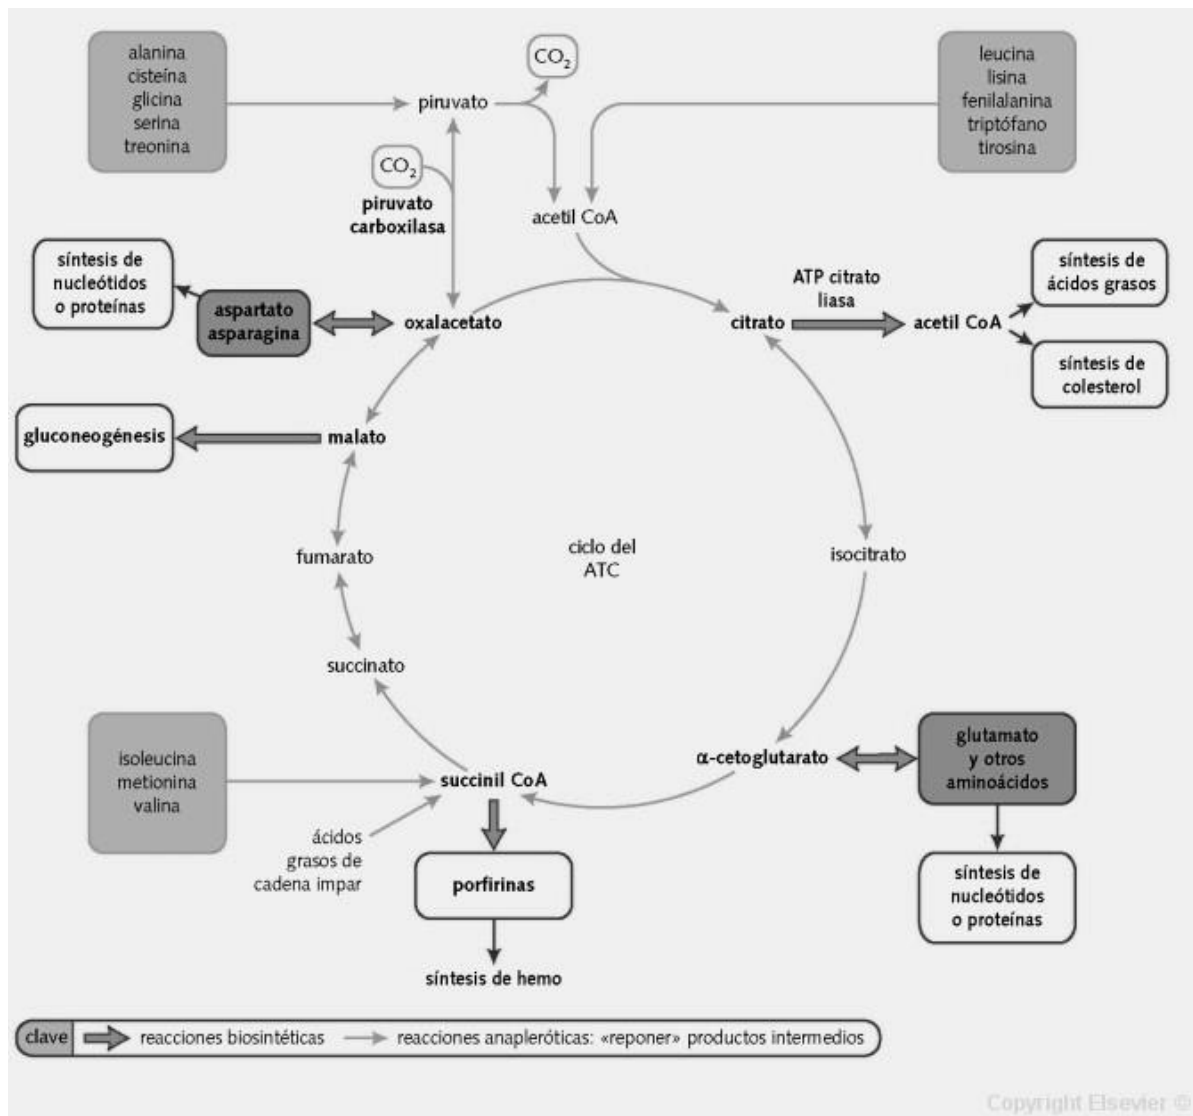 alanina
cisteína
glicina
serina
treonina
piruvato
CO2
leucina
lisina
fenilalanina
triptófano
tirosina
CO2
piruvato
carboxilasa
acetil CoA
síntesis de
nucleótidos
o proteínas
aspartato
asparagina
oxalacetato
citrato
ATP citrato
liasa
acetil CoA
síntesis de
ácidos grasos
síntesis de
colesterol
gluconeogénesis
malato
fumarato
ciclo del
ATC
isocitrato
succinato
isoleucina
metionina
valina
succinil CoA
α-cetoglutarato
glutamato
y otros
aminoácidos
ácidos
grasos de
cadena impar
porfirinas
síntesis de
nucleótidos
o proteínas
síntesis de hemo
clave
reacciones biosintéticas
reacciones anapleróticas: «reponer» productos intermedios
Copyright Elsevier ©